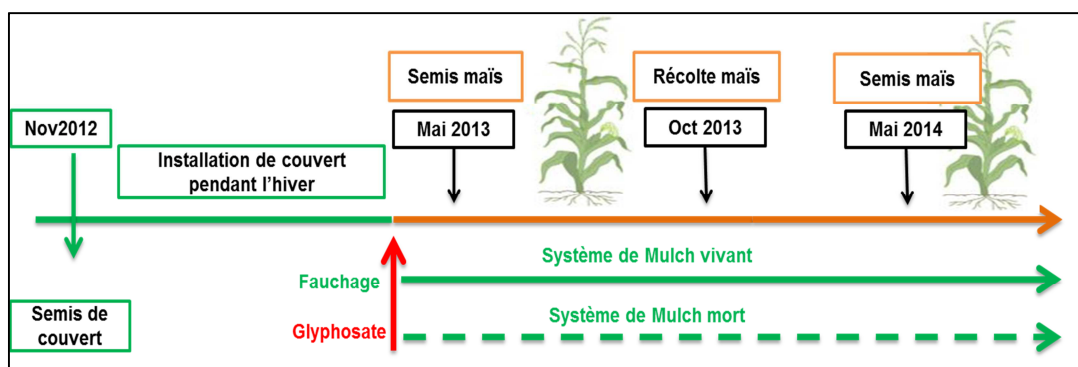 Semis maïs
Récolte maïs
Semis maïs
Nov2012
Mai 2013
Oct 2013
Mai 2014
Installation de couvert
pendant l'hiver
Système de Mulch vivant
Fauchage
Semis de
couvert
Glyphosate
Système de Mulch mort